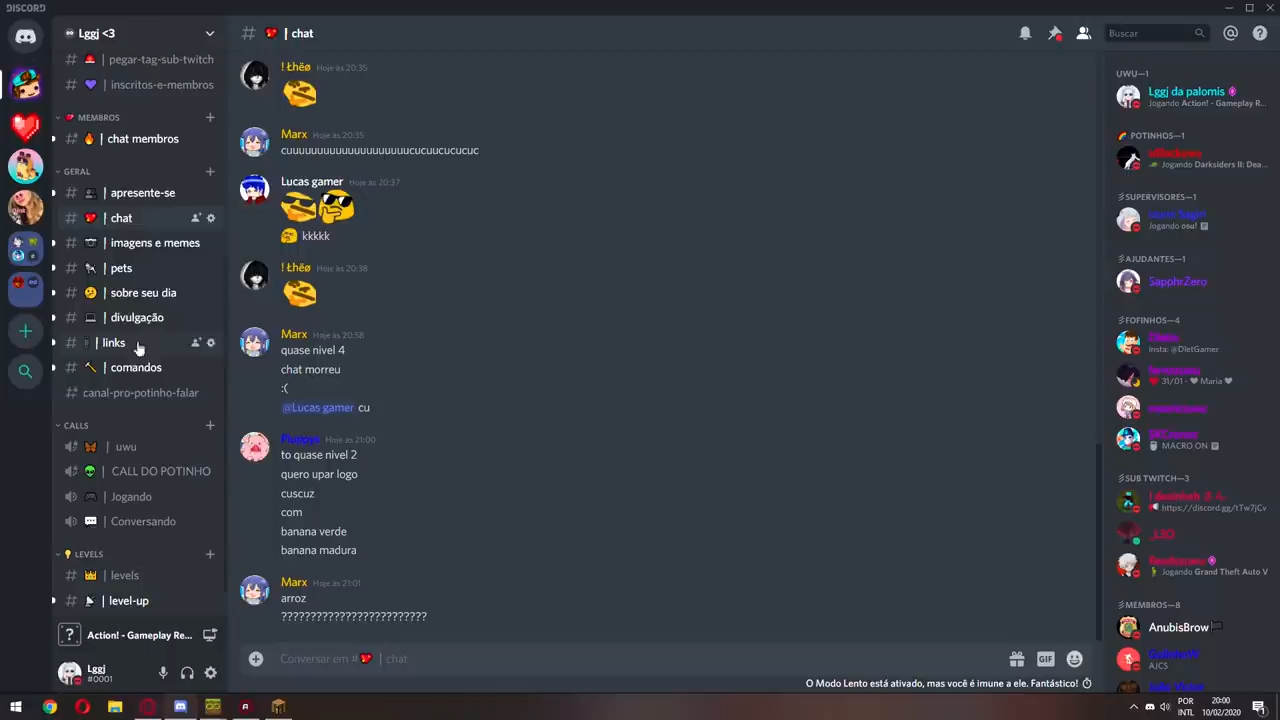 DISCORD
Lggj <3
| chat
Buscar
| pegar-tag-sub-twitch
| inscritos-e-membros
MEMBROS
| chat membros
GERAL
| apresente-se
| chat
| imagens e memes
| pets
| sobre seu dia
| divulgação
| links
| comandos
canal-pro-potinho-falar
CALLS
| uwu
| CALL DO POTINHO
| Jogando
| Conversando
LEVELS
| levels
| level-up
Action! - Gameplay Re...
Lggj
#0001
! Łhëø Hoje às 20:35
Marx Hoje às 20:35
Lucas gamer Hoje às 20:37
kkkkk
! Łhëø Hoje às 20:38
Marx Hoje às 20:58
quase nivel 4
chat morreu
:(
@Lucas gamer cu
Hoje às 21:00
to quase nivel 2
quero upar logo
cuscuz
com
banana verde
banana madura
Marx Hoje às 21:01
arroz
?????????????????????????
Conversar em # | chat
GIF
O Modo Lento está ativado, mas você é imune a ele. Fantástico!
UWU—1
Lggj da palomis
Jogando Action! - Gameplay R...
POTINHOS—1
Jogando Darksiders II: Dea...
SUPERVISORES—1
Jogando osu!
AJUDANTES—1
SapphrZero
FOFINHOS—4
Insta: @DletGamer
31/01 - Maria
MACRO ON
SUB TWITCH—3
https://discord.gg/tTw7jCv
Jogando Grand Theft Auto V
MEMBROS—8
AnubisBrow
AJCS
POR
INTL
20:00
10/02/2020